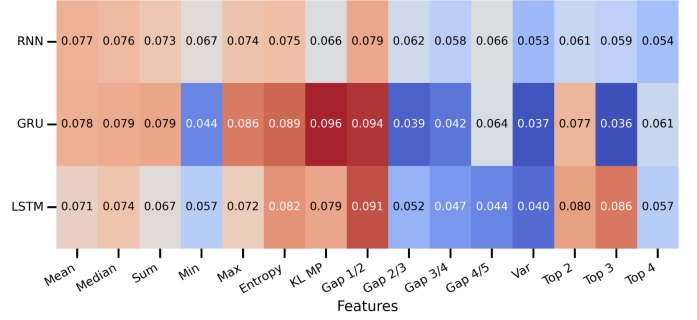 RNN 0.077 0.076 0.073 0.067 0.074 0.075 0.066 0.079 0.062 0.058 0.066 0.053 0.061 0.059 0.054
GRU 0.078 0.079 0.079 0.044 0.086 0.089 0.096 0.094 0.039 0.042 0.064 0.037 0.077 0.036 0.061
LSTM 0.071 0.074 0.067 0.057 0.072 0.082 0.079 0.091 0.052 0.047 0.044 0.040 0.080 0.086 0.057
Mean Median Sum Min Max Entropy KL MP Gap 1/2 Gap 2/3 Gap 3/4 Gap 4/5 Var Top 2 Top 3 Top 4
Features